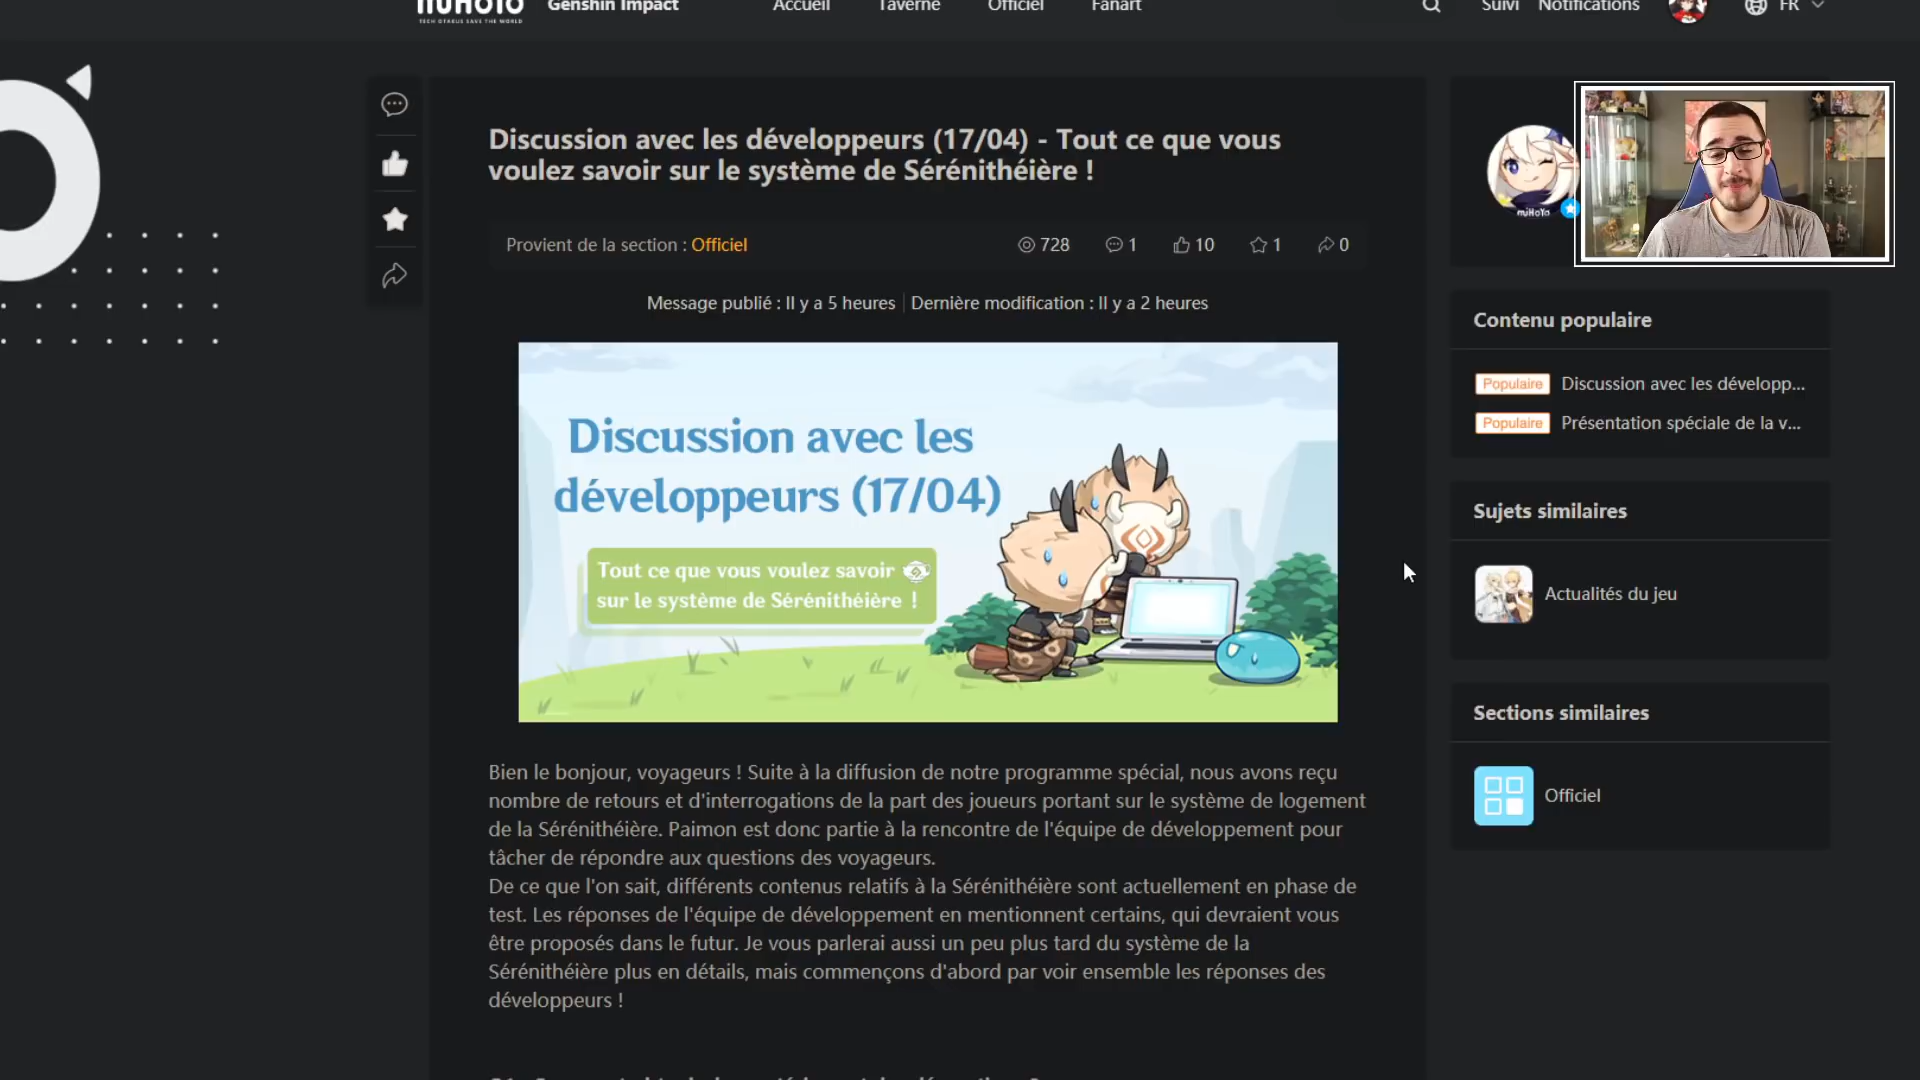 miHoYo
TECH OTAKUS SAVE THE WORLD
Genshin Impact
Accueil
Taverne
Officiel
Fanart
Suivi
Notifications
FR
Discussion avec les développeurs (17/04) - Tout ce que vous
voulez savoir sur le système de Sérénithéière !
Provient de la section : Officiel
728
1
10
1
0
Message publié : Il y a 5 heures
Dernière modification : Il y a 2 heures
Discussion avec les
développeurs (17/04)
Tout ce que vous voulez savoir
sur le système de Sérénithéière !
Bien le bonjour, voyageurs ! Suite à la diffusion de notre programme spécial, nous avons reçu
nombre de retours et d'interrogations de la part des joueurs portant sur le système de logement
de la Sérénithéière. Paimon est donc partie à la rencontre de l'équipe de développement pour
tâcher de répondre aux questions des voyageurs.
De ce que l'on sait, différents contenus relatifs à la Sérénithéière sont actuellement en phase de
test. Les réponses de l'équipe de développement en mentionnent certains, qui devraient vous
être proposés dans le futur. Je vous parlerai aussi un peu plus tard du système de la
Sérénithéière plus en détails, mais commençons d'abord par voir ensemble les réponses des
développeurs !
miHoYo
Contenu populaire
Populaire
Discussion avec les développ...
Populaire
Présentation spéciale de la v...
Sujets similaires
Actualités du jeu
Sections similaires
Officiel